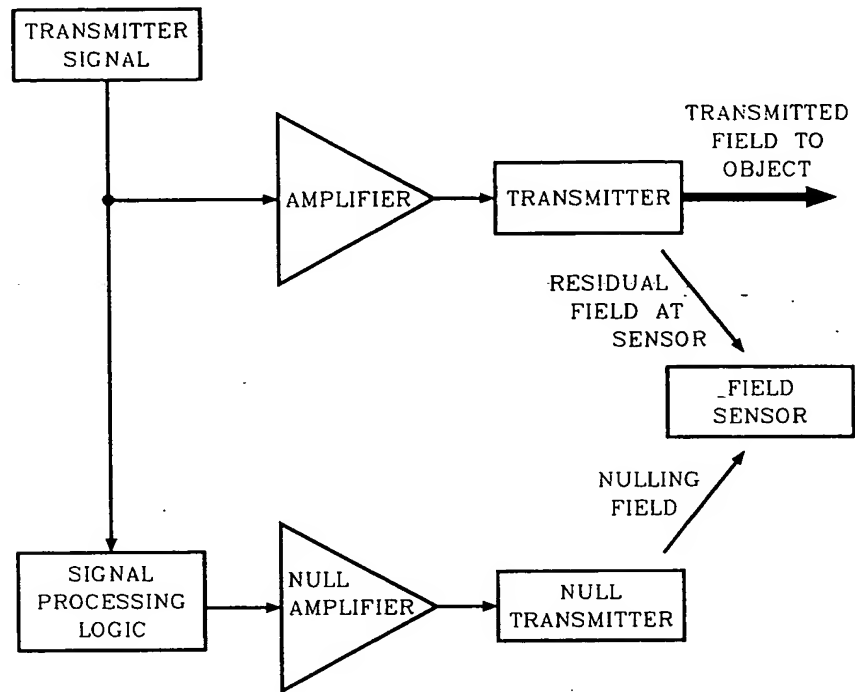 TRANSMITTER
SIGNAL
TRANSMITTED
FIELD TO
OBJECT
AMPLIFIER
TRANSMITTER
RESIDUAL
FIELD AT
SENSOR
FIELD
SENSOR
NULLING
FIELD
SIGNAL
PROCESSING
LOGIC
NULL
AMPLIFIER
NULL
TRANSMITTER